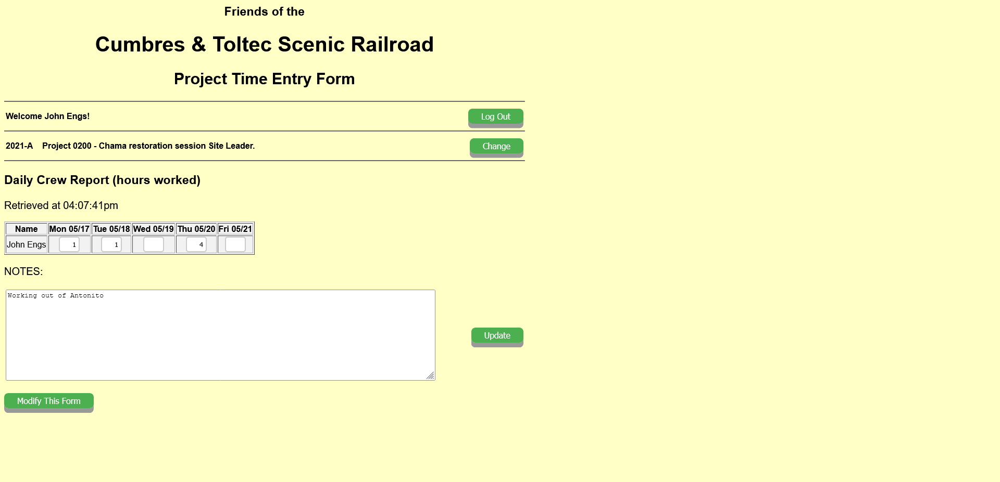 Friends of the
Cumbres & Toltec Scenic Railroad
Project Time Entry Form
Welcome John Engs! Log Out
2021-A Project 0200 - Chama restoration session Site Leader. Change
Daily Crew Report (hours worked)
Retrieved at 04:07:41pm
Name Mon 05/17 Tue 05/18 Wed 05/19 Thu 05/20 Fri 05/21
John Engs 1 1 4
NOTES:
Working out of Antonito
Update
Modify This Form